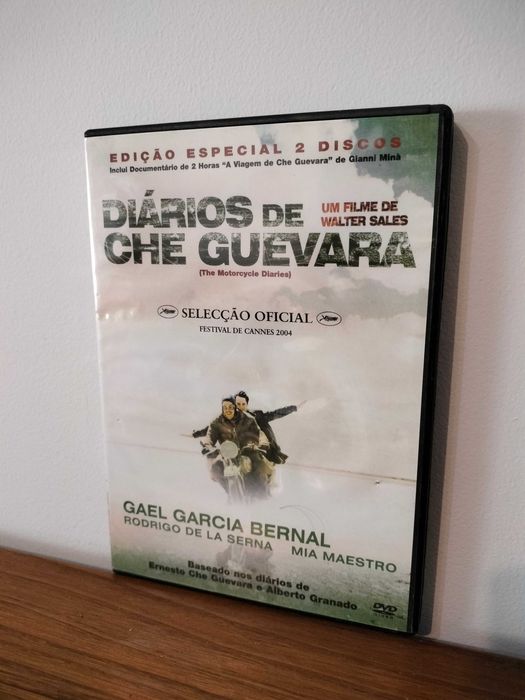 EDIÇÃO ESPECIAL 2 DISCOS
Inclui Documentário de 2 Horas "A Viagem de Che Guevara" de Gianni Minà
DIÁRIOS DE
CHE GUEVARA
UM FILME DE
WALTER SALES
(The Motorcycle Diaries)
SELECÇÃO OFICIAL
FESTIVAL DE CANNES 2004
GAEL GARCIA BERNAL
RODRIGO DE LA SERNA MIA MAESTRO
Baseado nos diários de
Ernesto Che Guevara e Alberto Granado
DVD
VIDEO